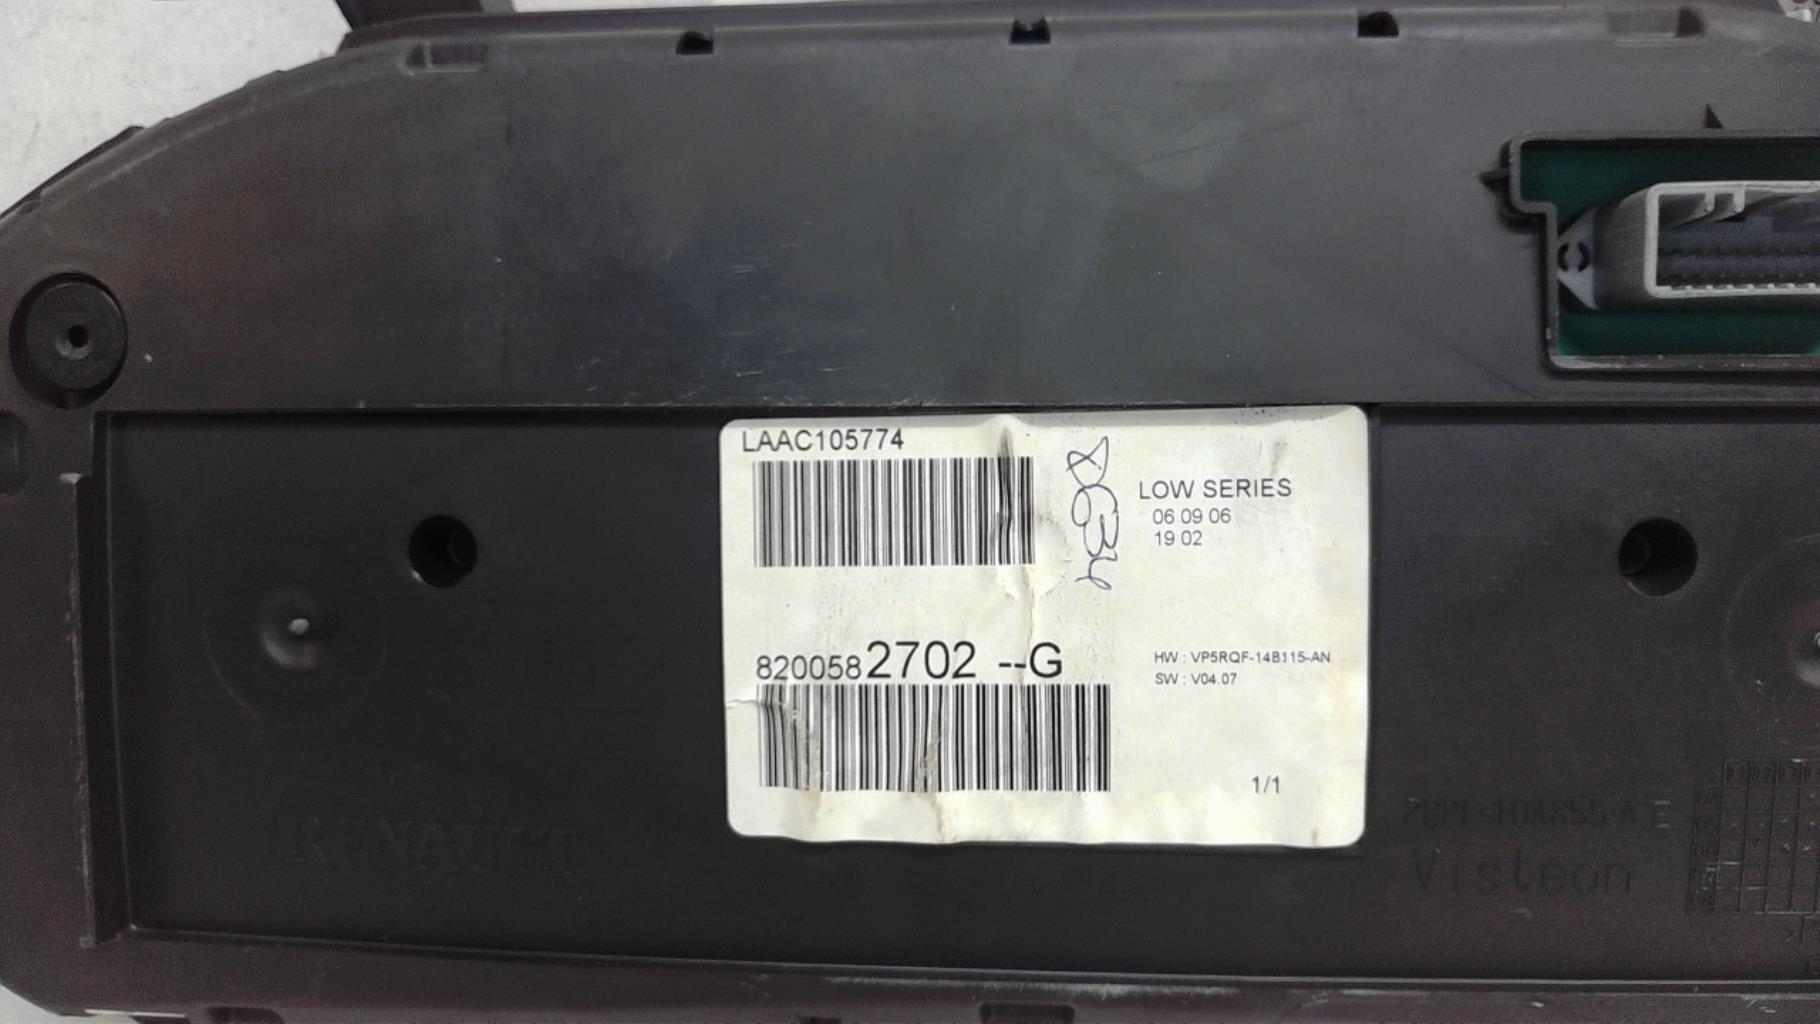 LAAC105774
LOW SERIES
06 09 06
19 02
8200582702 --G
HW : VP5RQF-14B115-AN
SW : V04.07
1/1
RENAULT
Visteon